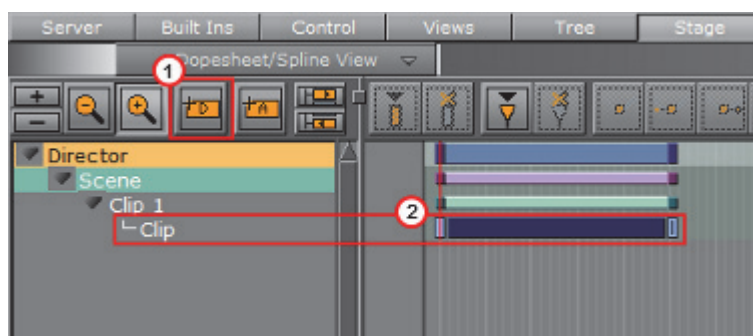 Server Built Ins Control Views Tree Stage
Dopesheet/Spline View
1
D A
Director
Scene
Clip 1
2
Clip